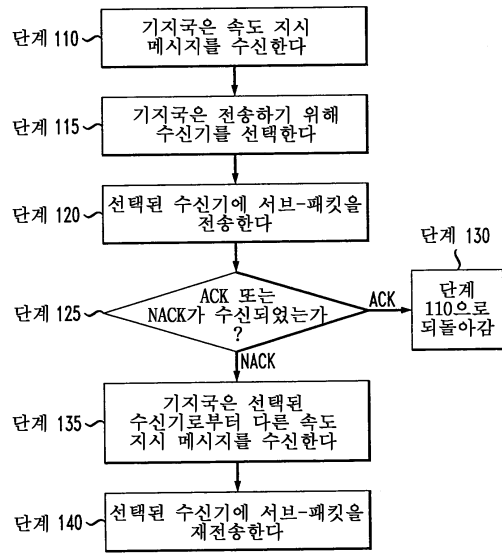 단계 110
기지국은 속도 지시
메시지를 수신한다
단계 115
기지국은 전송하기 위해
수신기를 선택한다
단계 120
선택된 수신기에 서브-패킷을
전송한다
단계 125
ACK 또는
NACK가 수신되었는가
?
ACK
단계 130
단계
110으로
되돌아감
NACK
단계 135
기지국은 선택된
수신기로부터 다른 속도
지시 메시지를 수신한다
단계 140
선택된 수신기에 서브-패킷을
재전송한다